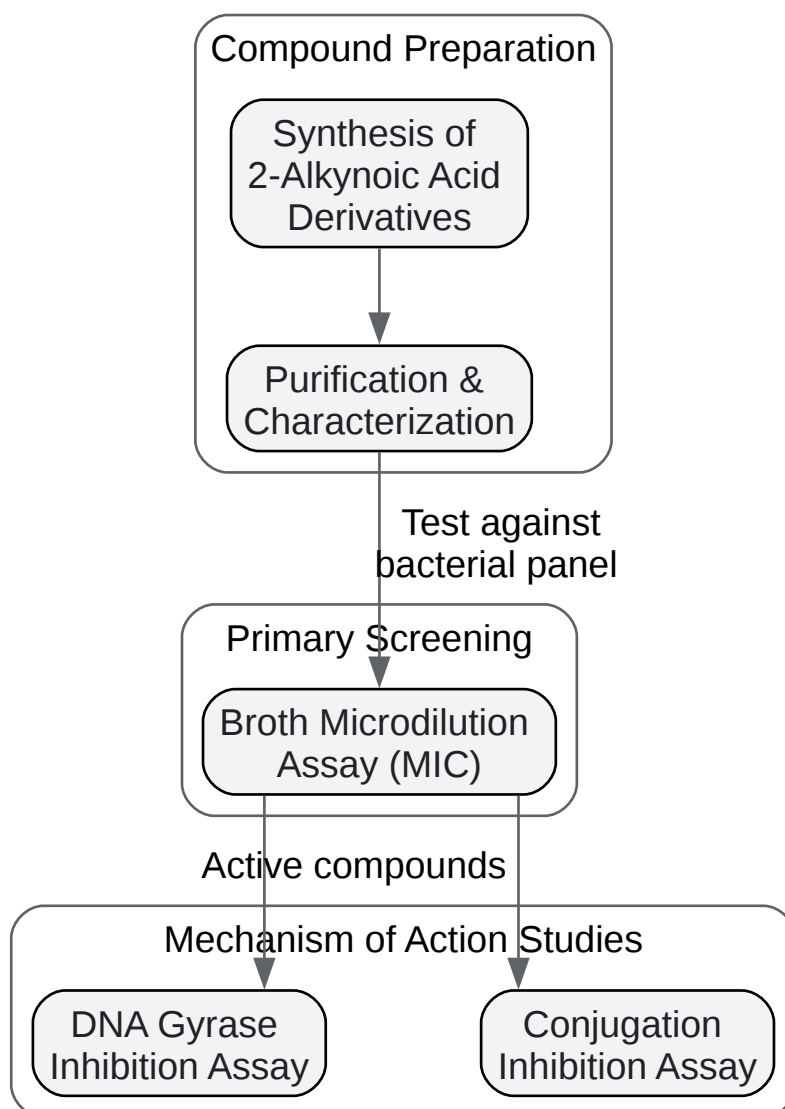 Compound Preparation
Synthesis of
2-Alkynoic Acid
Derivatives
Purification &
Characterization
Test against
bacterial panel
Primary Screening
Broth Microdilution
Assay (MIC)
Active compounds
Mechanism of Action Studies
DNA Gyrase
Inhibition Assay
Conjugation
Inhibition Assay